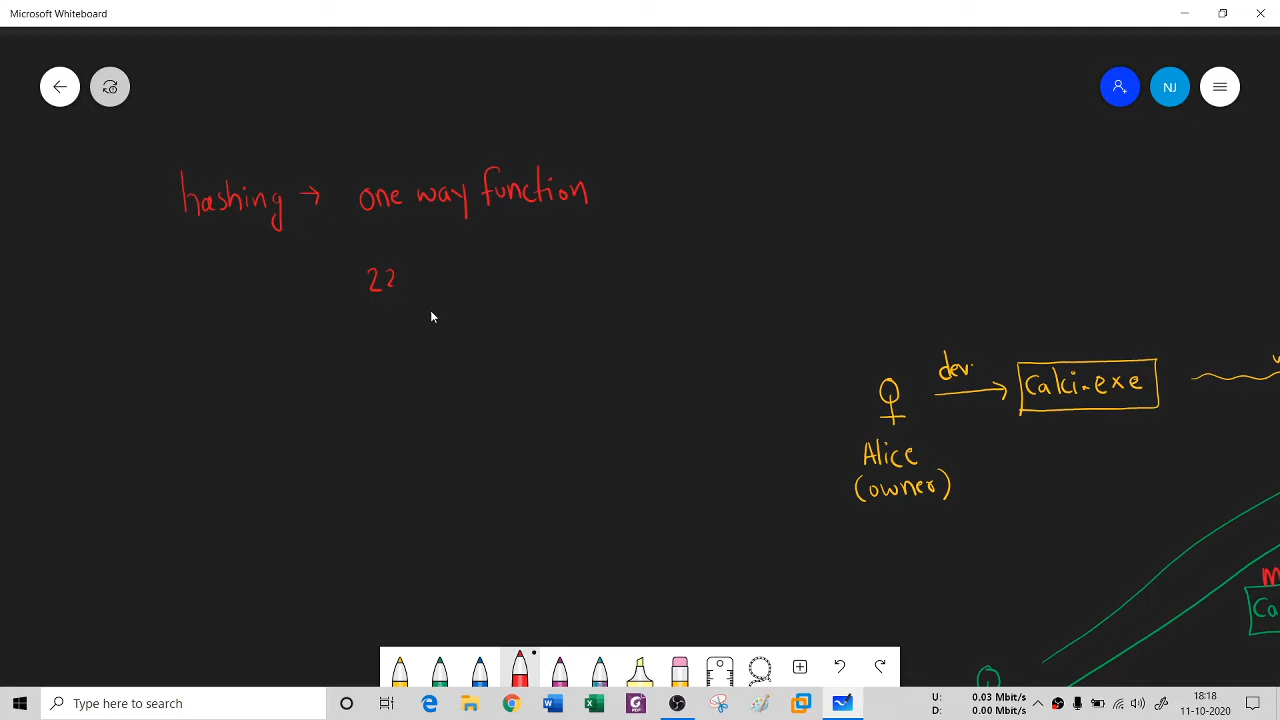 Microsoft Whiteboard
NJ
hashing → one way function
22
dev.
Calci.exe
Alice
(owner)
Ca
Type here to search
U: 0.03 Mbit/s
D: 0.00 Mbit/s
18:18
11-10-2020